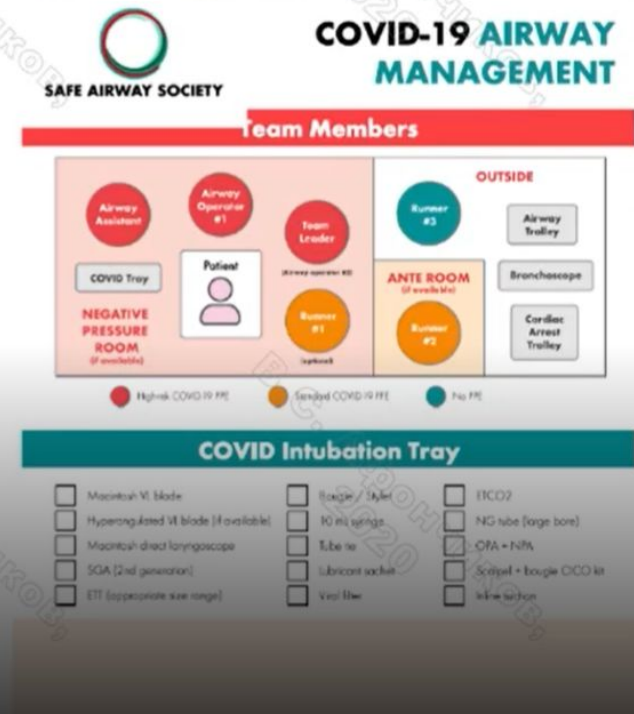 SAFE AIRWAY SOCIETY
COVID-19 AIRWAY
MANAGEMENT
Team Members
Airway
Assistant
Airway
Operator
#1
Team
Leader
(Airway operator #2)
COVID Tray
Patient
NEGATIVE
PRESSURE
ROOM
(if available)
Runner
#1
(optional)
OUTSIDE
Runner
#3
Airway
Trolley
ANTE ROOM
(if available)
Runner
#2
Bronchoscope
Cardiac
Arrest
Trolley
High-risk COVID-19 PPE
Standard COVID-19 PPE
No PPE
COVID Intubation Tray
Macintosh VL blade
Hyperangulated VL blade (if available)
Macintosh direct laryngoscope
SGA (2nd generation)
ETT (appropriate size range)
Bougie / Stylet
10 mL syringe
Tube tie
Lubricant sachet
Viral filter
ETCO2
NG tube (large bore)
OPA + NPA
Scalpel + bougie CICO kit
Inline suction
2020
2020